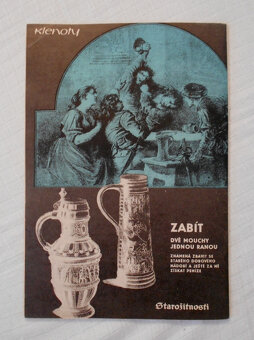 Klenoty
ZABÍT
DVĚ MOUCHY
JEDNOU RANOU
ZNAMENÁ ZBAVIT SE
STARÉHO DOBOVÉHO
NÁDOBÍ A JEŠTĚ ZA NĚ
ZÍSKAT PENÍZE
Starožitnosti